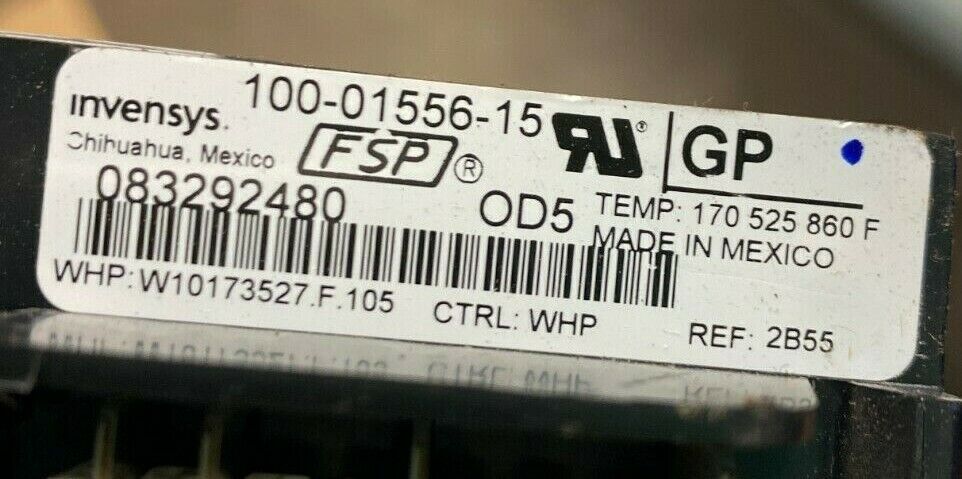 invensys. 100-01556-15
Chihuahua, Mexico FSP® RU® GP
083292480 OD5 TEMP: 170 525 860 F
MADE IN MEXICO
WHP: W10173527.F.105 CTRL: WHP REF: 2B55